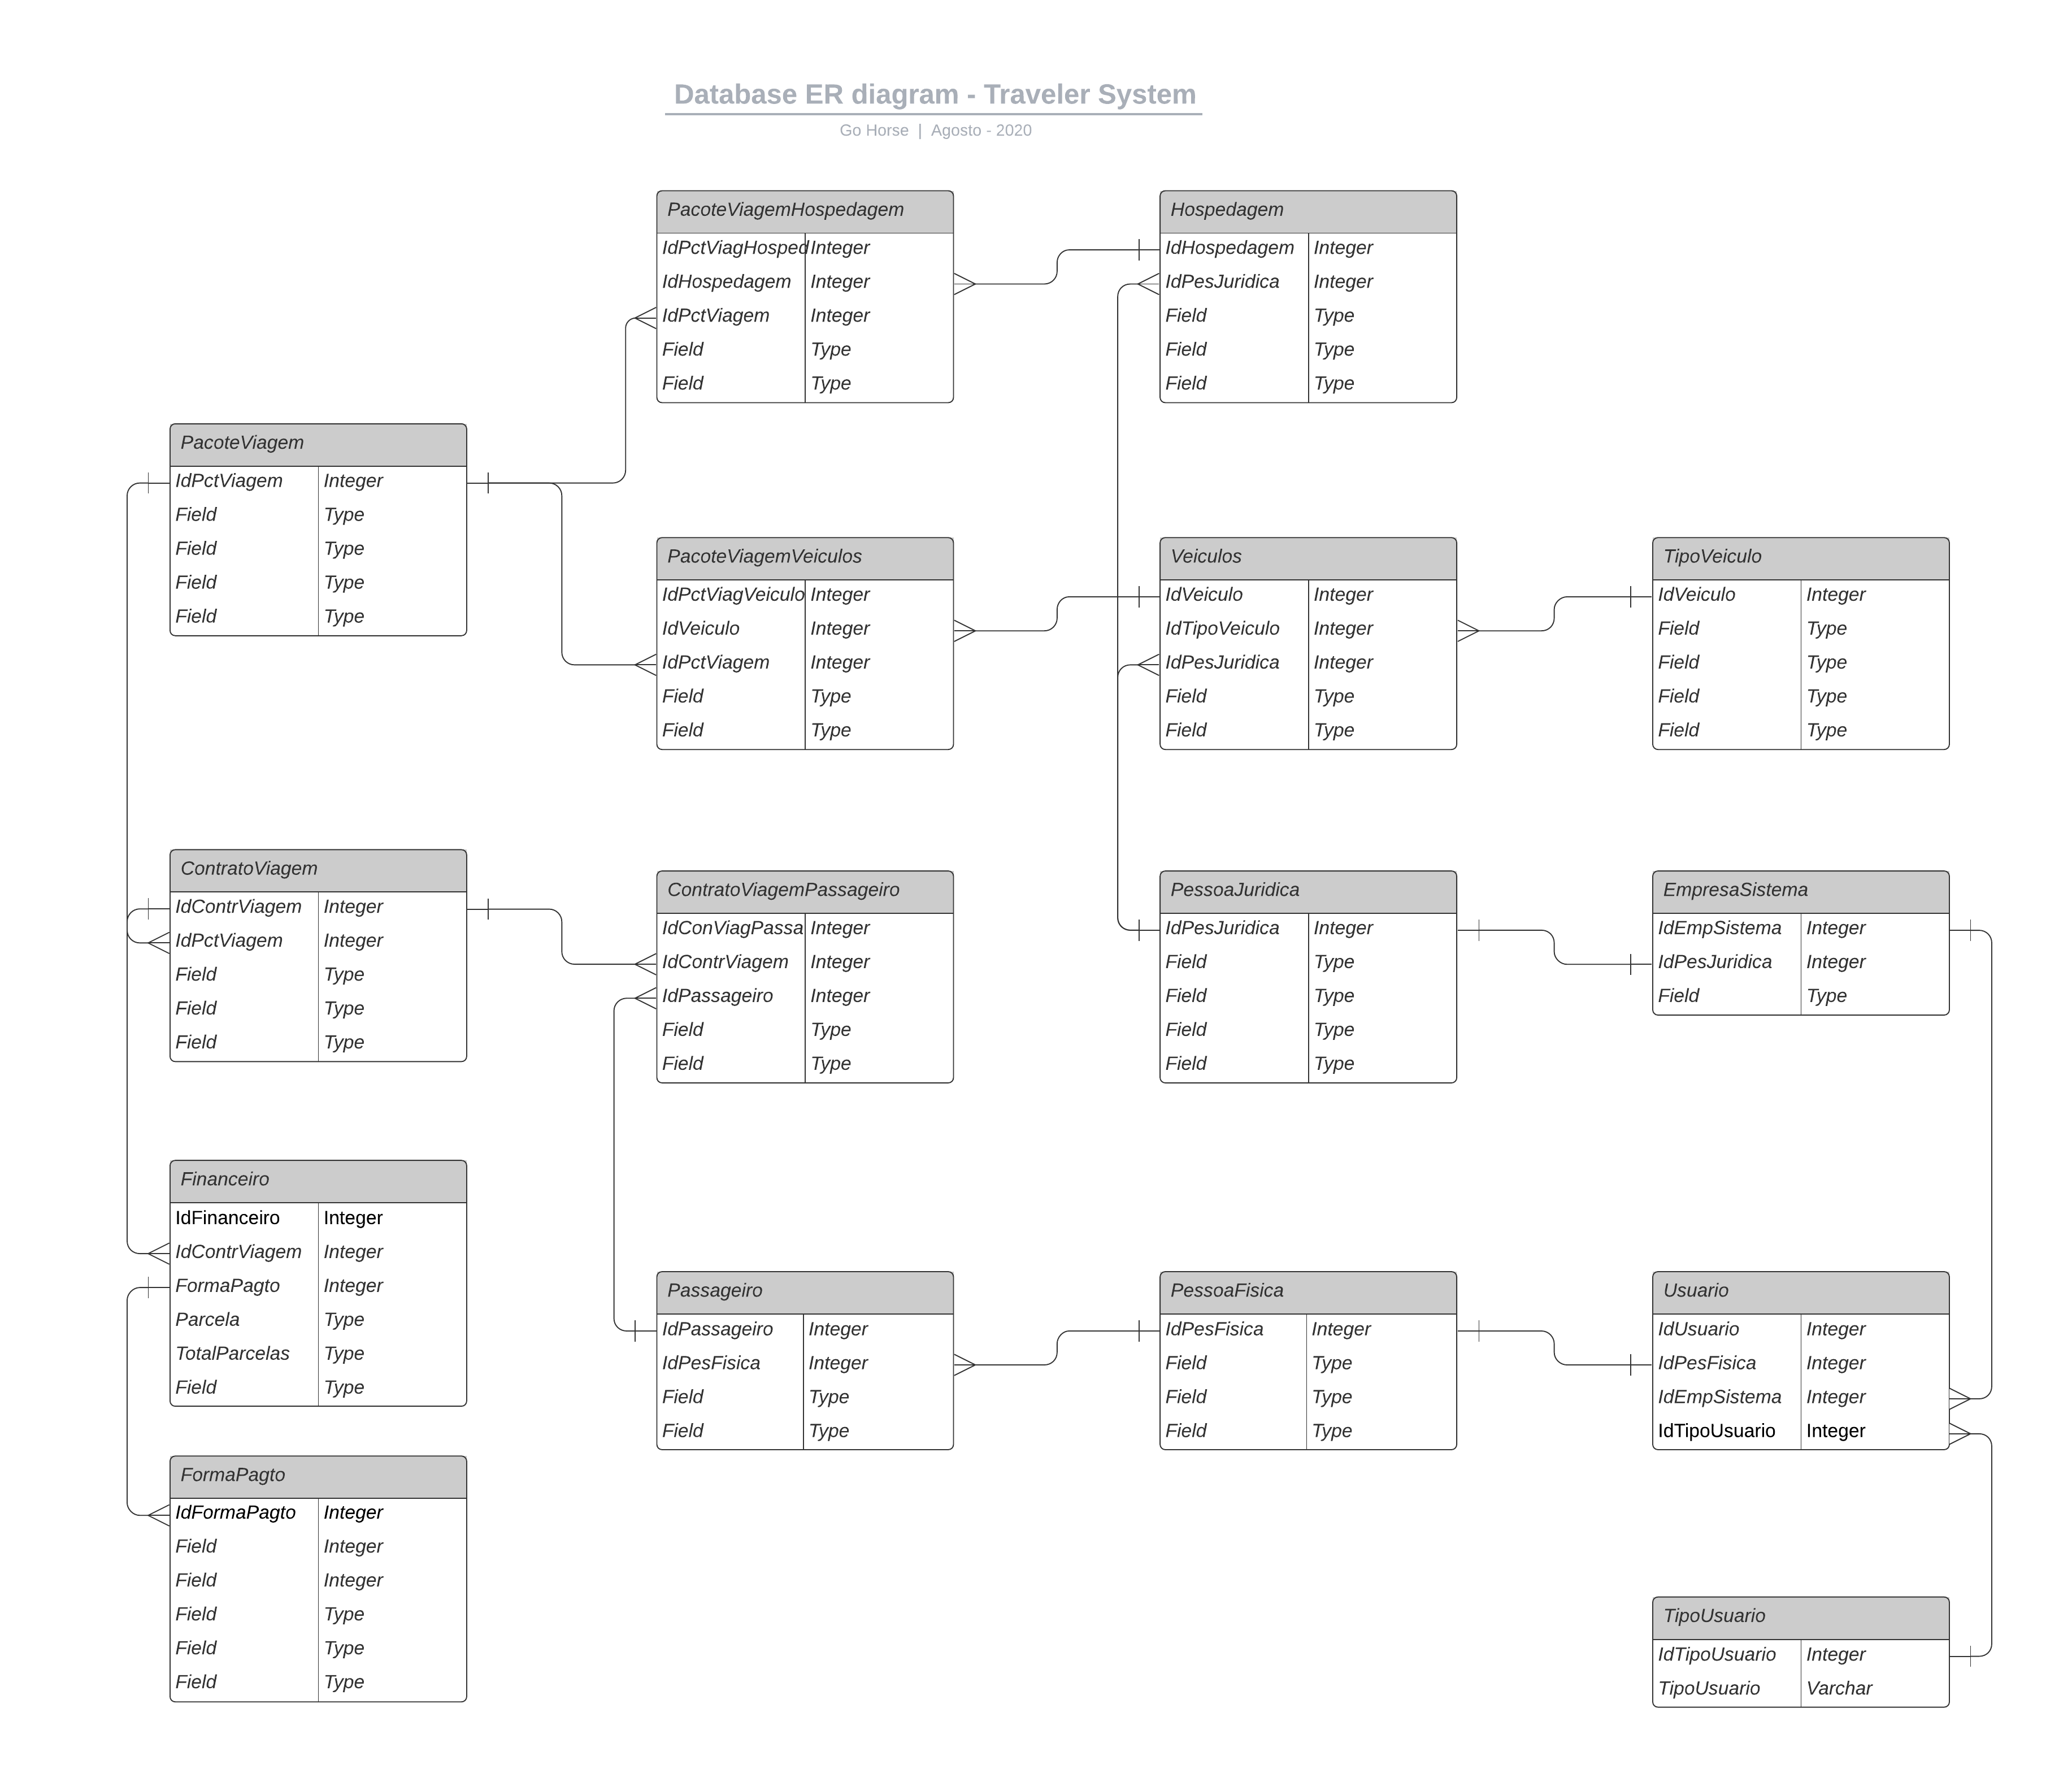 Database ER diagram - Traveler System
Go Horse | Agosto - 2020
PacoteViagemHospedagem
IdPctViagHosped Integer
IdHospedagem Integer
IdPctViagem Integer
Field Type
Field Type
Hospedagem
IdHospedagem Integer
IdPesJuridica Integer
Field Type
Field Type
Field Type
PacoteViagem
IdPctViagem Integer
Field Type
Field Type
Field Type
Field Type
PacoteViagemVeiculos
IdPctViagVeiculo Integer
IdVeiculo Integer
IdPctViagem Integer
Field Type
Field Type
Veiculos
IdVeiculo Integer
IdTipoVeiculo Integer
IdPesJuridica Integer
Field Type
Field Type
TipoVeiculo
IdVeiculo Integer
Field Type
Field Type
Field Type
Field Type
ContratoViagem
IdContrViagem Integer
IdPctViagem Integer
Field Type
Field Type
Field Type
ContratoViagemPassageiro
IdConViagPassa Integer
IdContrViagem Integer
IdPassageiro Integer
Field Type
Field Type
PessoaJuridica
IdPesJuridica Integer
Field Type
Field Type
Field Type
Field Type
EmpresaSistema
IdEmpSistema Integer
IdPesJuridica Integer
Field Type
Financeiro
IdFinanceiro Integer
IdContrViagem Integer
FormaPagto Integer
Parcela Type
TotalParcelas Type
Field Type
Passageiro
IdPassageiro Integer
IdPesFisica Integer
Field Type
Field Type
PessoaFisica
IdPesFisica Integer
Field Type
Field Type
Field Type
Usuario
IdUsuario Integer
IdPesFisica Integer
IdEmpSistema Integer
IdTipoUsuario Integer
FormaPagto
IdFormaPagto Integer
Field Integer
Field Integer
Field Type
Field Type
Field Type
TipoUsuario
IdTipoUsuario Integer
TipoUsuario Varchar